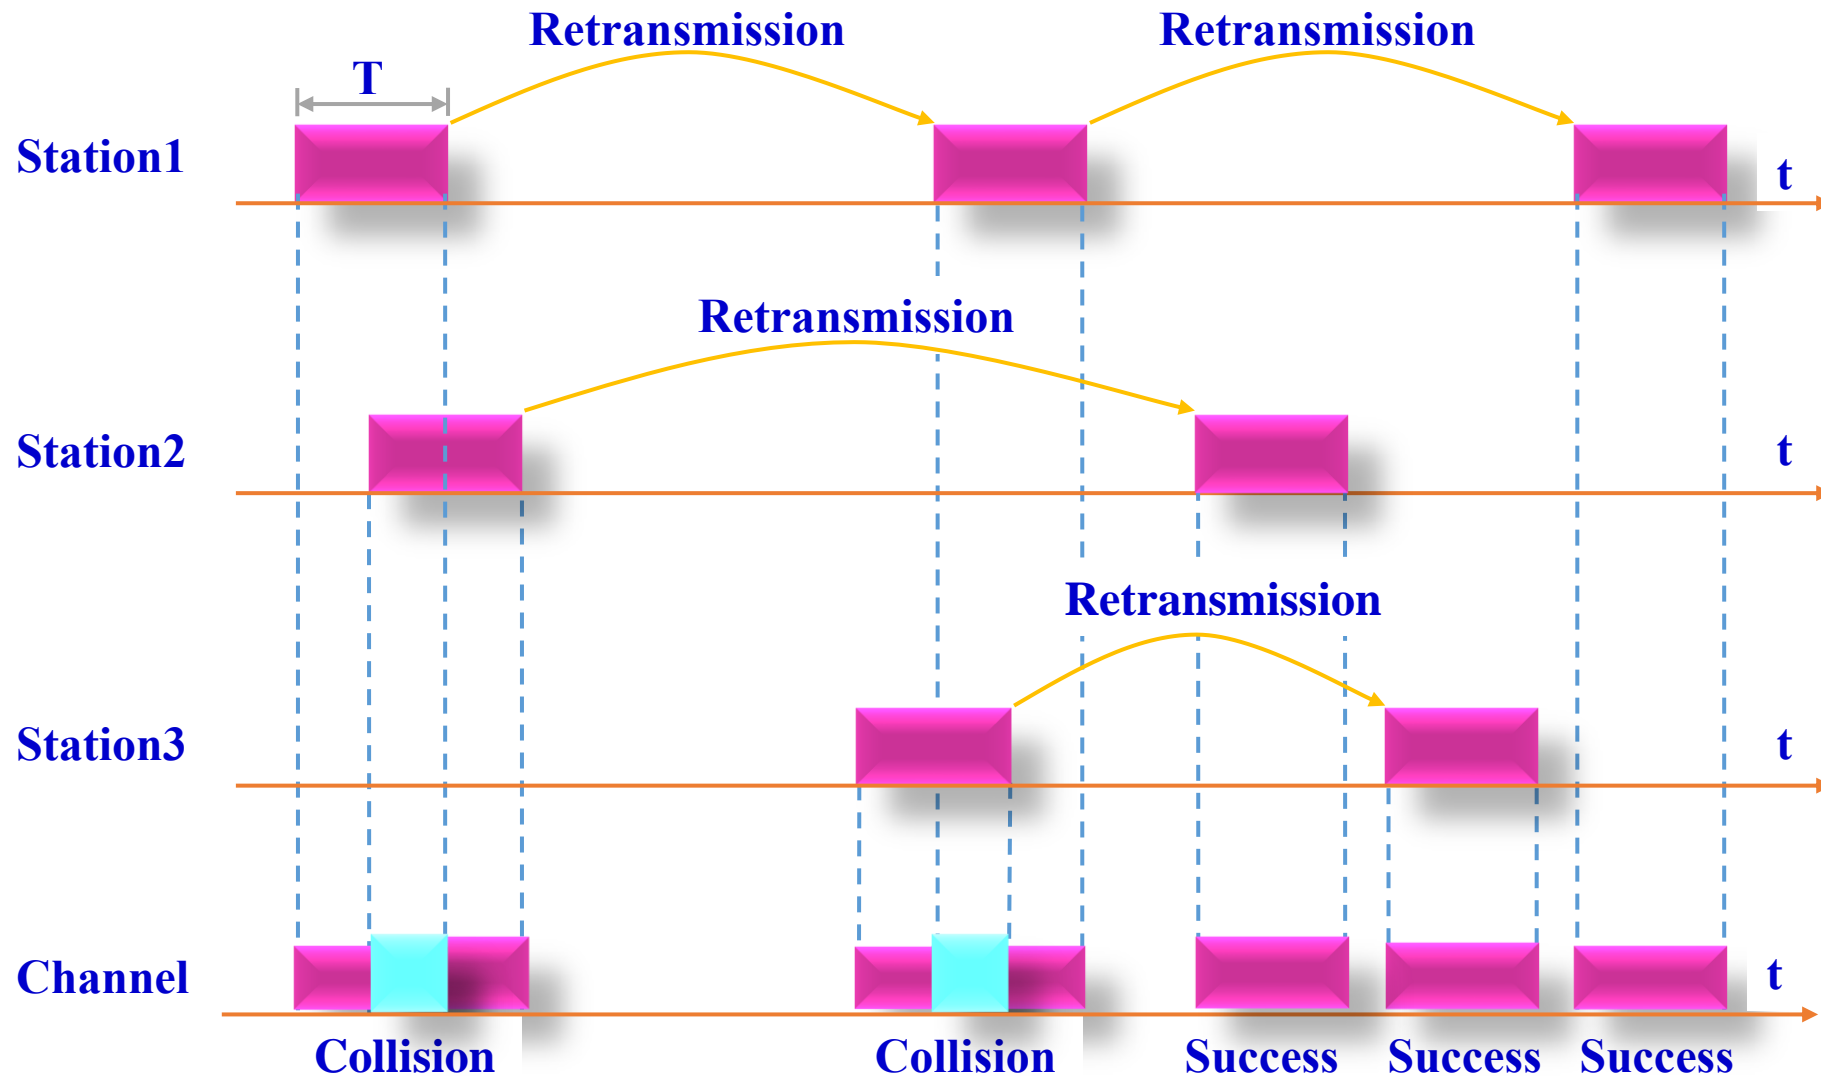 Retransmission
Retransmission
T
Station1
t
Retransmission
Station2
t
Retransmission
Station3
t
Channel
t
Collision
Collision
Success
Success
Success